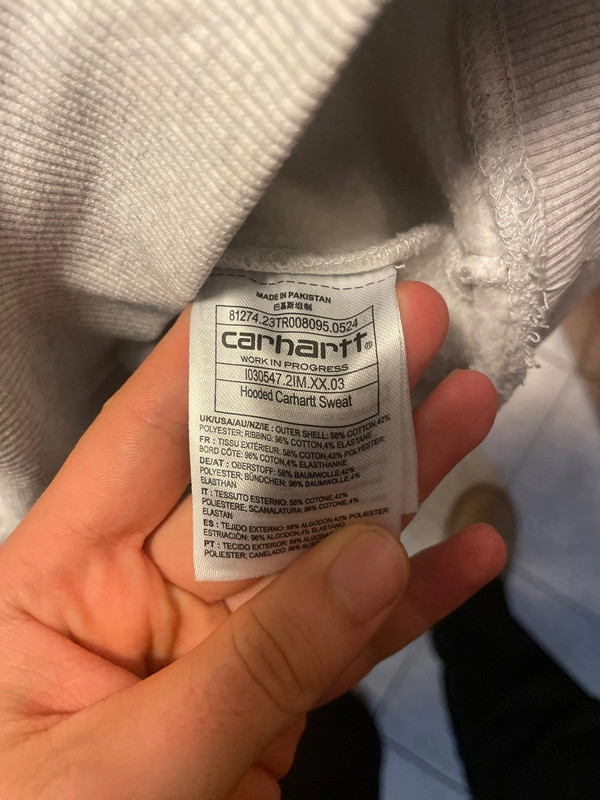 MADE IN PAKISTAN
巴基斯坦制
81274.23TR008095.0524
carhartt®
WORK IN PROGRESS
I030547.2IM.XX.03
Hooded Carhartt Sweat
UK/USA/AU/NZ/IE : OUTER SHELL: 58% COTTON,42%
POLYESTER; RIBBING: 96% COTTON,4% ELASTANE
FR : TISSU EXTÉRIEUR: 58% COTON,42% POLYESTER
BORD CÔTE: 96% COTON,4% ELASTHANNE
DE/AT : OBERSTOFF: 58% BAUMWOLLE,42%
POLYESTER; BÜNDCHEN: 96% BAUMWOLLE,4%
ELASTHAN
IT : TESSUTO ESTERNO: 58% COTONE,42%
POLIESTERE; SCANALATURA: 96% COTONE,4%
ELASTAN
ES : TEJIDO EXTERNO: 58% ALGODON,42% POLIESTER;
ESTRIACIÓN: 96% ALGODON,4% ELASTANO
PT : TECIDO EXTERIOR: 58% ALGODÃO
POLIESTER; CANELADO: 96%